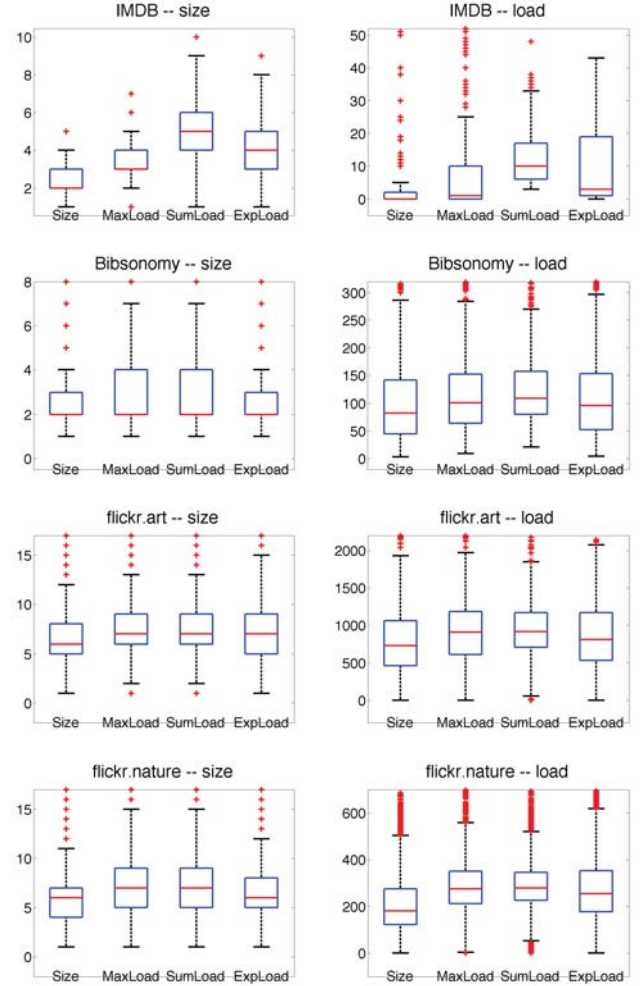 IMDB -- size
10
8
6
4
2
Size MaxLoad SumLoad ExpLoad
IMDB -- load
50
40
30
20
10
0
Size MaxLoad SumLoad ExpLoad
Bibsonomy -- size
8
6
4
2
0
Size MaxLoad SumLoad ExpLoad
Bibsonomy -- load
300
250
200
150
100
50
0
Size MaxLoad SumLoad ExpLoad
flickr.art -- size
15
10
5
0
Size MaxLoad SumLoad ExpLoad
flickr.art -- load
2000
1500
1000
500
0
Size MaxLoad SumLoad ExpLoad
flickr.nature -- size
15
10
5
0
Size MaxLoad SumLoad ExpLoad
flickr.nature -- load
600
400
200
0
Size MaxLoad SumLoad ExpLoad